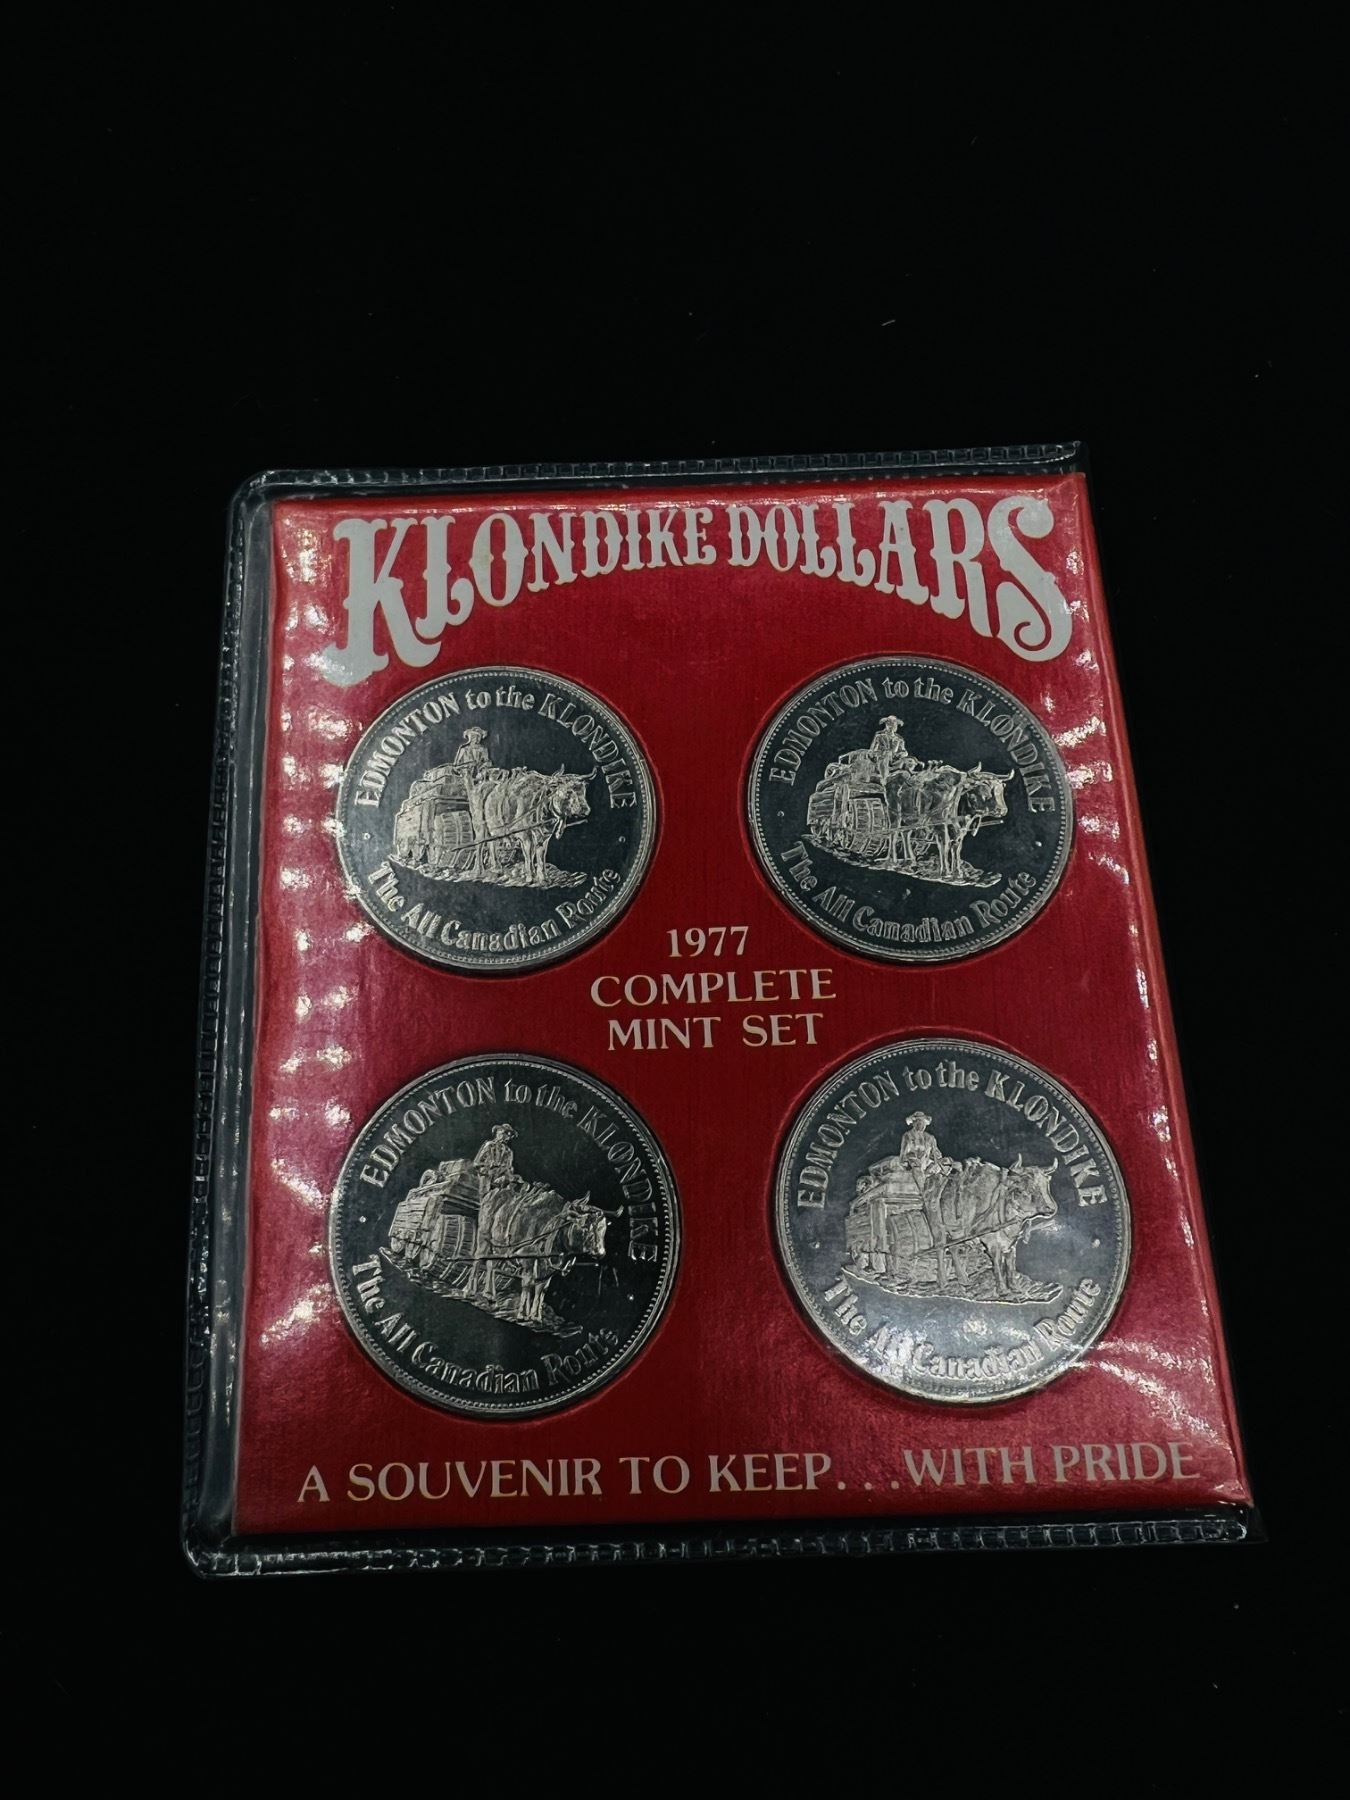 KLONDIKE DOLLARS
EDMONTON to the KLONDIKE
The All Canadian Route
EDMONTON to the KLONDIKE
The All Canadian Route
1977
COMPLETE
MINT SET
EDMONTON to the KLONDIKE
The All Canadian Route
EDMONTON to the KLONDIKE
The All Canadian Route
A SOUVENIR TO KEEP...WITH PRIDE